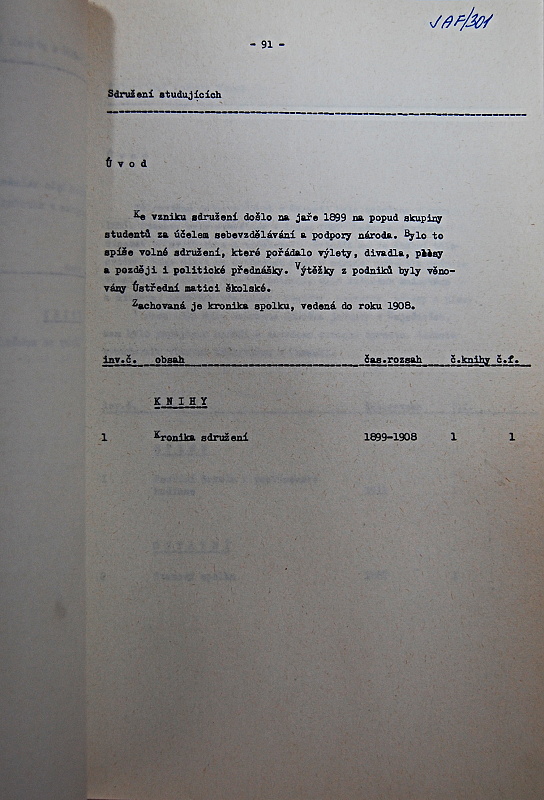 JAF/301
- 91 -
Sdružení studujících
Ú v o d
Ke vzniku sdružení došlo na jaře 1899 na popud skupiny
studentů za účelem sebevzdělávání a podpory národa. Bylo to
spíše volné sdružení, které pořádalo výlety, divadla, plesy
a později i politické přednášky. Výtěžky z podniků byly věno-
vány Ústřední matici školské.
Zachovaná je kronika spolku, vedená do roku 1908.
inv.č. obsah čas.rozsah č.knihy č.f.
K N I H Y
1 Kronika sdružení 1899-1908 1 1